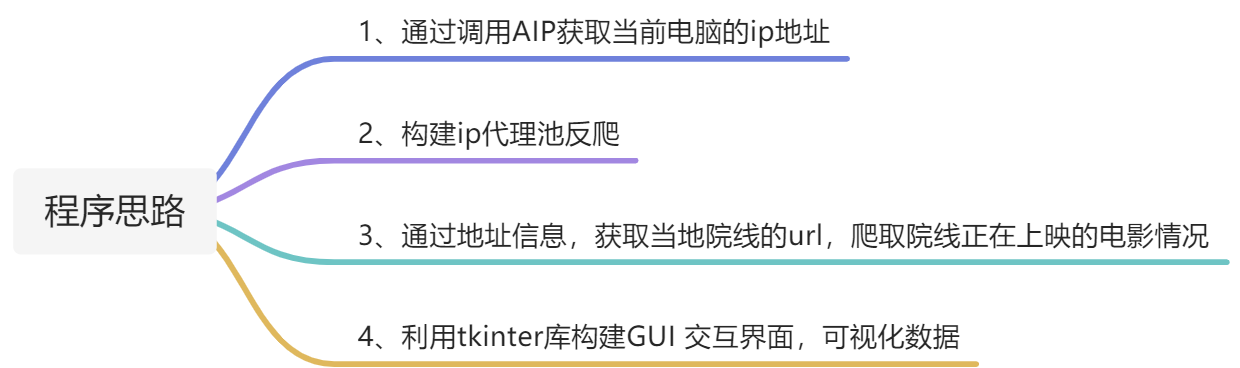 程序思路
1、通过调用AIP获取当前电脑的ip地址
2、构建ip代理池反爬
3、通过地址信息，获取当地院线的url，爬取院线正在上映的电影情况
4、利用tkinter库构建GUI 交互界面，可视化数据